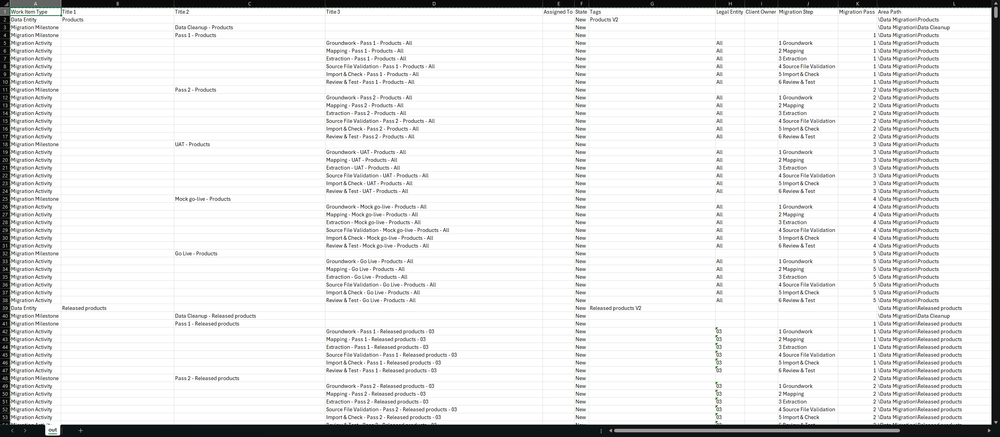 A B C D E F G H I J K L
1 Work Item Type Title 1 Title 2 Title 3 Assigned To State Tags Legal Entity Client Owner Migration Step Migration Pass Area Path
2 Data Entity Products New Products V2 \Data Migration\Products
3 Migration Milestone Data Cleanup - Products New \Data Migration\Data Cleanup
4 Migration Milestone Pass 1 - Products New 1 \Data Migration\Products
5 Migration Activity Groundwork - Pass 1 - Products - All New All 1 Groundwork 1 \Data Migration\Products
6 Migration Activity Mapping - Pass 1 - Products - All New All 2 Mapping 1 \Data Migration\Products
7 Migration Activity Extraction - Pass 1 - Products - All New All 3 Extraction 1 \Data Migration\Products
8 Migration Activity Source File Validation - Pass 1 - Products - All New All 4 Source File Validation 1 \Data Migration\Products
9 Migration Activity Import & Check - Pass 1 - Products - All New All 5 Import & Check 1 \Data Migration\Products
10 Migration Activity Review & Test - Pass 1 - Products - All New All 6 Review & Test 1 \Data Migration\Products
11 Migration Milestone Pass 2 - Products New 2 \Data Migration\Products
12 Migration Activity Groundwork - Pass 2 - Products - All New All 1 Groundwork 2 \Data Migration\Products
13 Migration Activity Mapping - Pass 2 - Products - All New All 2 Mapping 2 \Data Migration\Products
14 Migration Activity Extraction - Pass 2 - Products - All New All 3 Extraction 2 \Data Migration\Products
15 Migration Activity Source File Validation - Pass 2 - Products - All New All 4 Source File Validation 2 \Data Migration\Products
16 Migration Activity Import & Check - Pass 2 - Products - All New All 5 Import & Check 2 \Data Migration\Products
17 Migration Activity Review & Test - Pass 2 - Products - All New All 6 Review & Test 2 \Data Migration\Products
18 Migration Milestone UAT - Products New 3 \Data Migration\Products
19 Migration Activity Groundwork - UAT - Products - All New All 1 Groundwork 3 \Data Migration\Products
20 Migration Activity Mapping - UAT - Products - All New All 2 Mapping 3 \Data Migration\Products
21 Migration Activity Extraction - UAT - Products - All New All 3 Extraction 3 \Data Migration\Products
22 Migration Activity Source File Validation - UAT - Products - All New All 4 Source File Validation 3 \Data Migration\Products
23 Migration Activity Import & Check - UAT - Products - All New All 5 Import & Check 3 \Data Migration\Products
24 Migration Activity Review & Test - UAT - Products - All New All 6 Review & Test 3 \Data Migration\Products
25 Migration Milestone Mock go-live - Products New 4 \Data Migration\Products
26 Migration Activity Groundwork - Mock go-live - Products - All New All 1 Groundwork 4 \Data Migration\Products
27 Migration Activity Mapping - Mock go-live - Products - All New All 2 Mapping 4 \Data Migration\Products
28 Migration Activity Extraction - Mock go-live - Products - All New All 3 Extraction 4 \Data Migration\Products
29 Migration Activity Source File Validation - Mock go-live - Products - All New All 4 Source File Validation 4 \Data Migration\Products
30 Migration Activity Import & Check - Mock go-live - Products - All New All 5 Import & Check 4 \Data Migration\Products
31 Migration Activity Review & Test - Mock go-live - Products - All New All 6 Review & Test 4 \Data Migration\Products
32 Migration Milestone Go Live - Products New 5 \Data Migration\Products
33 Migration Activity Groundwork - Go Live - Products - All New All 1 Groundwork 5 \Data Migration\Products
34 Migration Activity Mapping - Go Live - Products - All New All 2 Mapping 5 \Data Migration\Products
35 Migration Activity Extraction - Go Live - Products - All New All 3 Extraction 5 \Data Migration\Products
36 Migration Activity Source File Validation - Go Live - Products - All New All 4 Source File Validation 5 \Data Migration\Products
37 Migration Activity Import & Check - Go Live - Products - All New All 5 Import & Check 5 \Data Migration\Products
38 Migration Activity Review & Test - Go Live - Products - All New All 6 Review & Test 5 \Data Migration\Products
39 Data Entity Released products New Released products V2 \Data Migration\Released products
40 Migration Milestone Data Cleanup - Released products New \Data Migration\Data Cleanup
41 Migration Milestone Pass 1 - Released products New 1 \Data Migration\Released products
42 Migration Activity Groundwork - Pass 1 - Released products - 03 New 03 1 Groundwork 1 \Data Migration\Released products
43 Migration Activity Mapping - Pass 1 - Released products - 03 New 03 2 Mapping 1 \Data Migration\Released products
44 Migration Activity Extraction - Pass 1 - Released products - 03 New 03 3 Extraction 1 \Data Migration\Released products
45 Migration Activity Source File Validation - Pass 1 - Released products - 03 New 03 4 Source File Validation 1 \Data Migration\Released products
46 Migration Activity Import & Check - Pass 1 - Released products - 03 New 03 5 Import & Check 1 \Data Migration\Released products
47 Migration Activity Review & Test - Pass 1 - Released products - 03 New 03 6 Review & Test 1 \Data Migration\Released products
48 Migration Milestone Pass 2 - Released products New 2 \Data Migration\Released products
49 Migration Activity Groundwork - Pass 2 - Released products - 03 New 03 1 Groundwork 2 \Data Migration\Released products
50 Migration Activity Mapping - Pass 2 - Released products - 03 New 03 2 Mapping 2 \Data Migration\Released products
51 Migration Activity Extraction - Pass 2 - Released products - 03 New 03 3 Extraction 2 \Data Migration\Released products
52 Migration Activity Source File Validation - Pass 2 - Released products - 03 New 03 4 Source File Validation 2 \Data Migration\Released products
53 Migration Activity Import & Check - Pass 2 - Released products - 03 New 03 5 Import & Check 2 \Data Migration\Released products
out